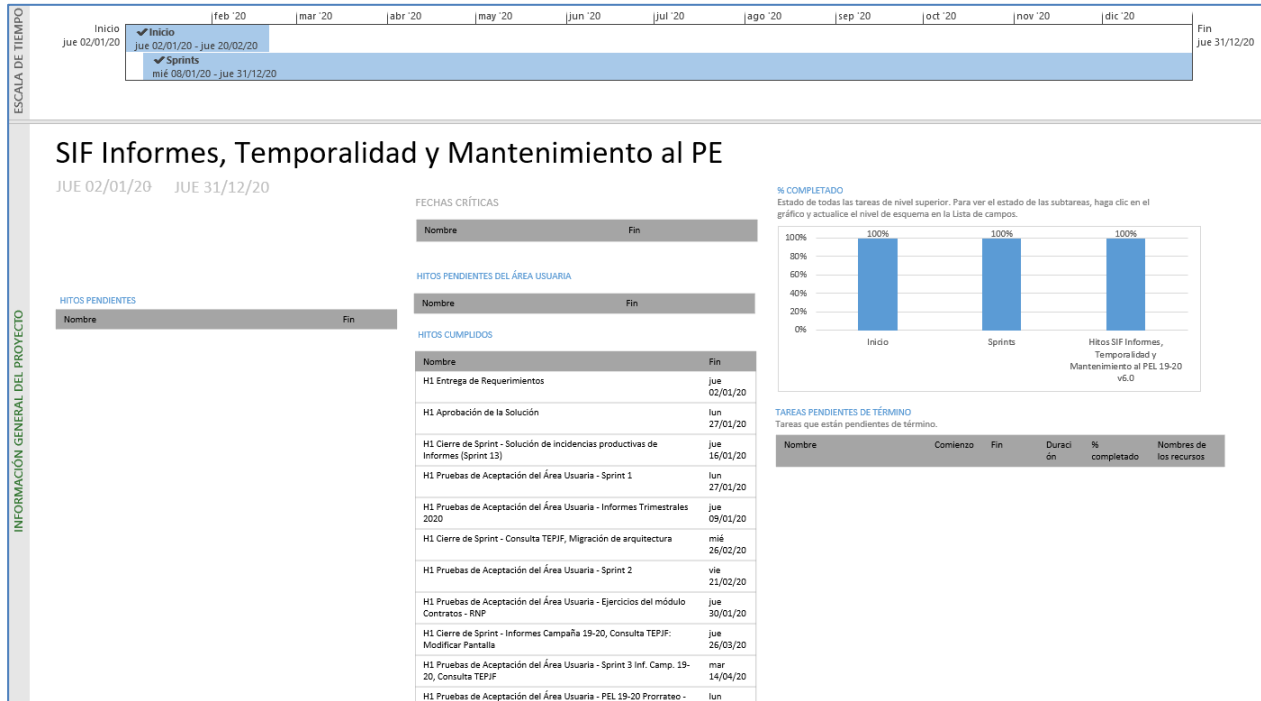 ESCALA DE TIEMPO
feb '20 mar '20 abr '20 may '20 jun '20 jul '20 ago '20 sep '20 oct '20 nov '20 dic '20
Inicio
jue 02/01/20
Inicio
jue 02/01/20 - jue 20/02/20
Sprints
mié 08/01/20 - jue 31/12/20
Fin
jue 31/12/20
INFORMACIÓN GENERAL DEL PROYECTO
SIF Informes, Temporalidad y Mantenimiento al PE
JUE 02/01/20 JUE 31/12/20
HITOS PENDIENTES
Nombre Fin
FECHAS CRÍTICAS
Nombre Fin
HITOS PENDIENTES DEL ÁREA USUARIA
Nombre Fin
HITOS CUMPLIDOS
Nombre Fin
H1 Entrega de Requerimientos jue
02/01/20
H1 Aprobación de la Solución lun
27/01/20
H1 Cierre de Sprint - Solución de incidencias productivas de jue
Informes (Sprint 13) 16/01/20
H1 Pruebas de Aceptación del Área Usuaria - Sprint 1 lun
27/01/20
H1 Pruebas de Aceptación del Área Usuaria - Informes Trimestrales jue
2020 09/01/20
H1 Cierre de Sprint - Consulta TEPJF, Migración de arquitectura mié
26/02/20
H1 Pruebas de Aceptación del Área Usuaria - Sprint 2 vie
21/02/20
H1 Pruebas de Aceptación del Área Usuaria - Ejercicios del módulo jue
Contratos - RNP 30/01/20
H1 Cierre de Sprint - Informes Campaña 19-20, Consulta TEPJF: jue
Modificar Pantalla 26/03/20
H1 Pruebas de Aceptación del Área Usuaria - Sprint 3 Inf. Camp. 19- mar
20, Consulta TEPJF 14/04/20
H1 Pruebas de Aceptación del Área Usuaria - PEL 19-20 Prorrateo - lun
% COMPLETADO
Estado de todas las tareas de nivel superior. Para ver el estado de las subtareas, haga clic en el
gráfico y actualice el nivel de esquema en la Lista de campos.
100% 100% 100%
100%
80%
60%
40%
20%
0%
Inicio Sprints Hitos SIF Informes,
Temporalidad y
Mantenimiento al PEL 19-20
v6.0
TAREAS PENDIENTES DE TÉRMINO
Tareas que están pendientes de término.
Nombre Comienzo Fin Duraci % Nombres de
ón completado los recursos